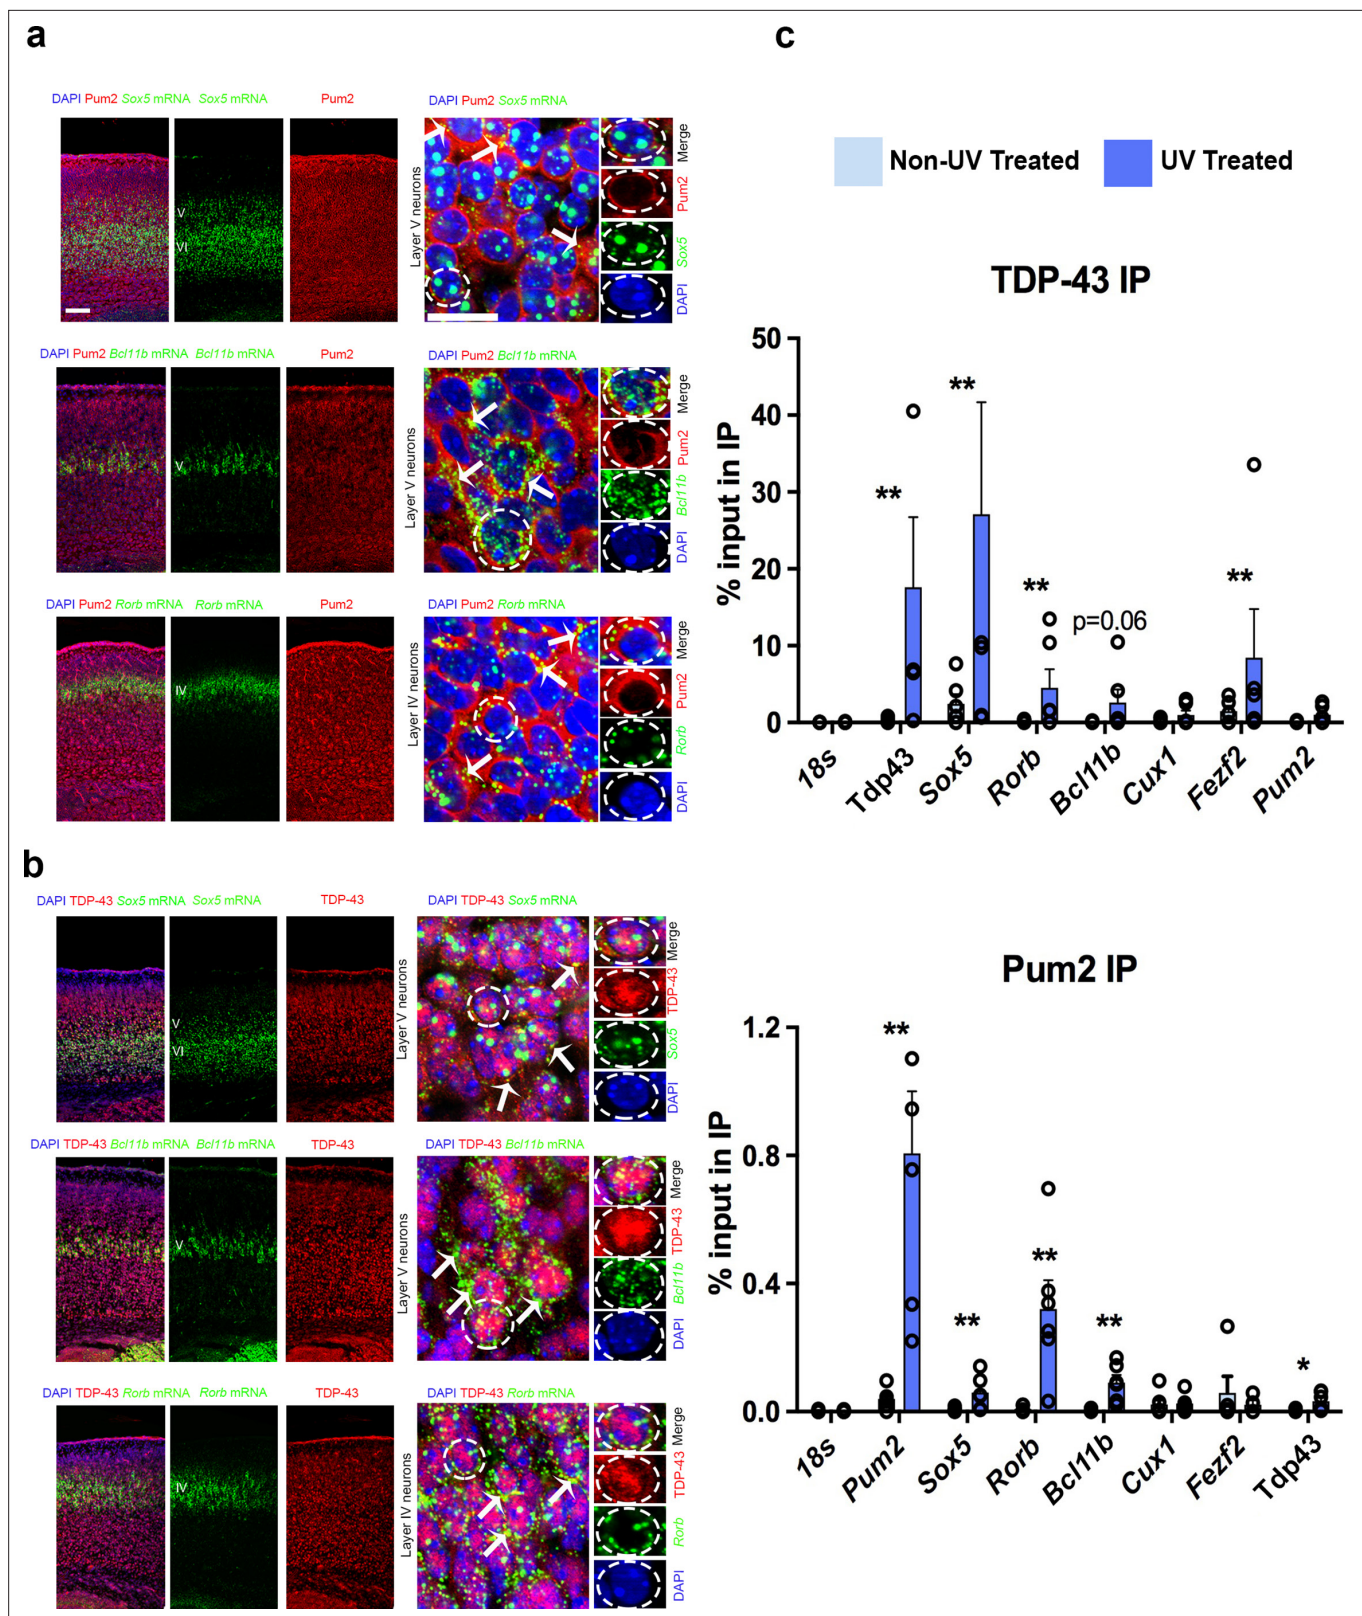 a
DAPI Pum2 Sox5 mRNA
Sox5 mRNA
Pum2
DAPI Pum2 Sox5 mRNA
V
VI
Layer V neurons
Merge
Pum2
Sox5
DAPI
DAPI Pum2 Bcl11b mRNA
Bcl11b mRNA
Pum2
DAPI Pum2 Bcl11b mRNA
V
Layer V neurons
Merge
Pum2
Bcl11b
DAPI
DAPI Pum2 Rorb mRNA
Rorb mRNA
Pum2
DAPI Pum2 Rorb mRNA
IV
Layer IV neurons
Merge
Pum2
Rorb
DAPI
b
DAPI TDP-43 Sox5 mRNA
Sox5 mRNA
TDP-43
DAPI TDP-43 Sox5 mRNA
V
VI
Layer V neurons
Merge
TDP-43
Sox5
DAPI
DAPI TDP-43 Bcl11b mRNA
Bcl11b mRNA
TDP-43
DAPI TDP-43 Bcl11b mRNA
V
Layer V neurons
Merge
TDP-43
Bcl11b
DAPI
DAPI TDP-43 Rorb mRNA
Rorb mRNA
TDP-43
DAPI TDP-43 Rorb mRNA
IV
Layer IV neurons
Merge
TDP-43
Rorb
DAPI
c
Non-UV Treated
UV Treated
TDP-43 IP
% input in IP
50
40
30
20
10
0
**
**
**
p=0.06
**
18s
Tdp43
Sox5
Rorb
Bcl11b
Cux1
Fezf2
Pum2
Pum2 IP
% input in IP
1.2
0.8
0.4
0.0
**
**
**
**
*
18s
Pum2
Sox5
Rorb
Bcl11b
Cux1
Fezf2
Tdp43